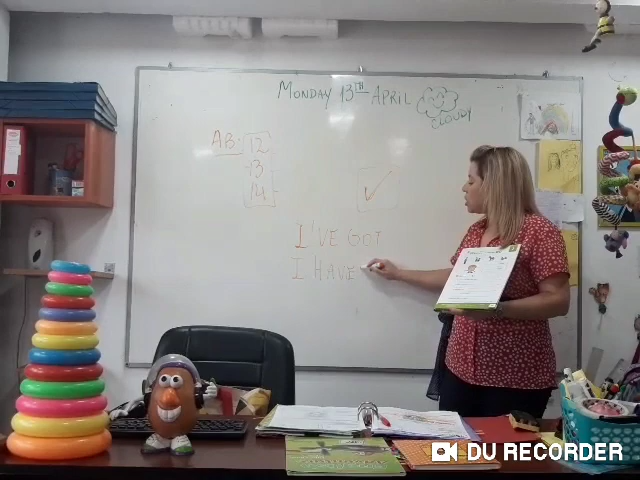 MONDAY 13TH APRIL
CLOUDY
AB: 12
13
14
I'VE GOT
I HAVE
DU RECORDER